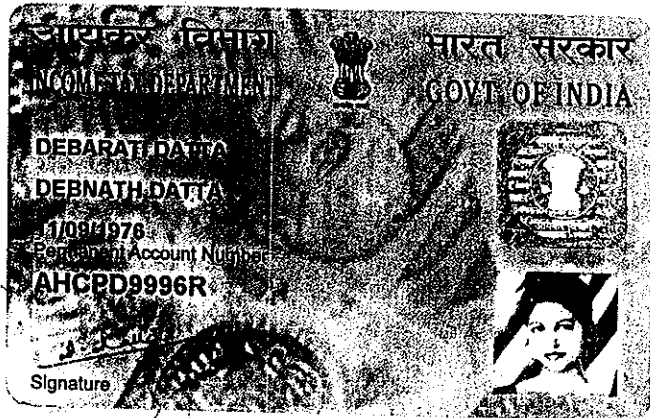 आयकर विभाग
भारत सरकार
INCOME TAX DEPARTMENT
GOVT. OF INDIA
DEBARATI DATTA
DEBNATH DATTA
11/09/1976
Permanent Account Number
AHCPD9996R
Signature